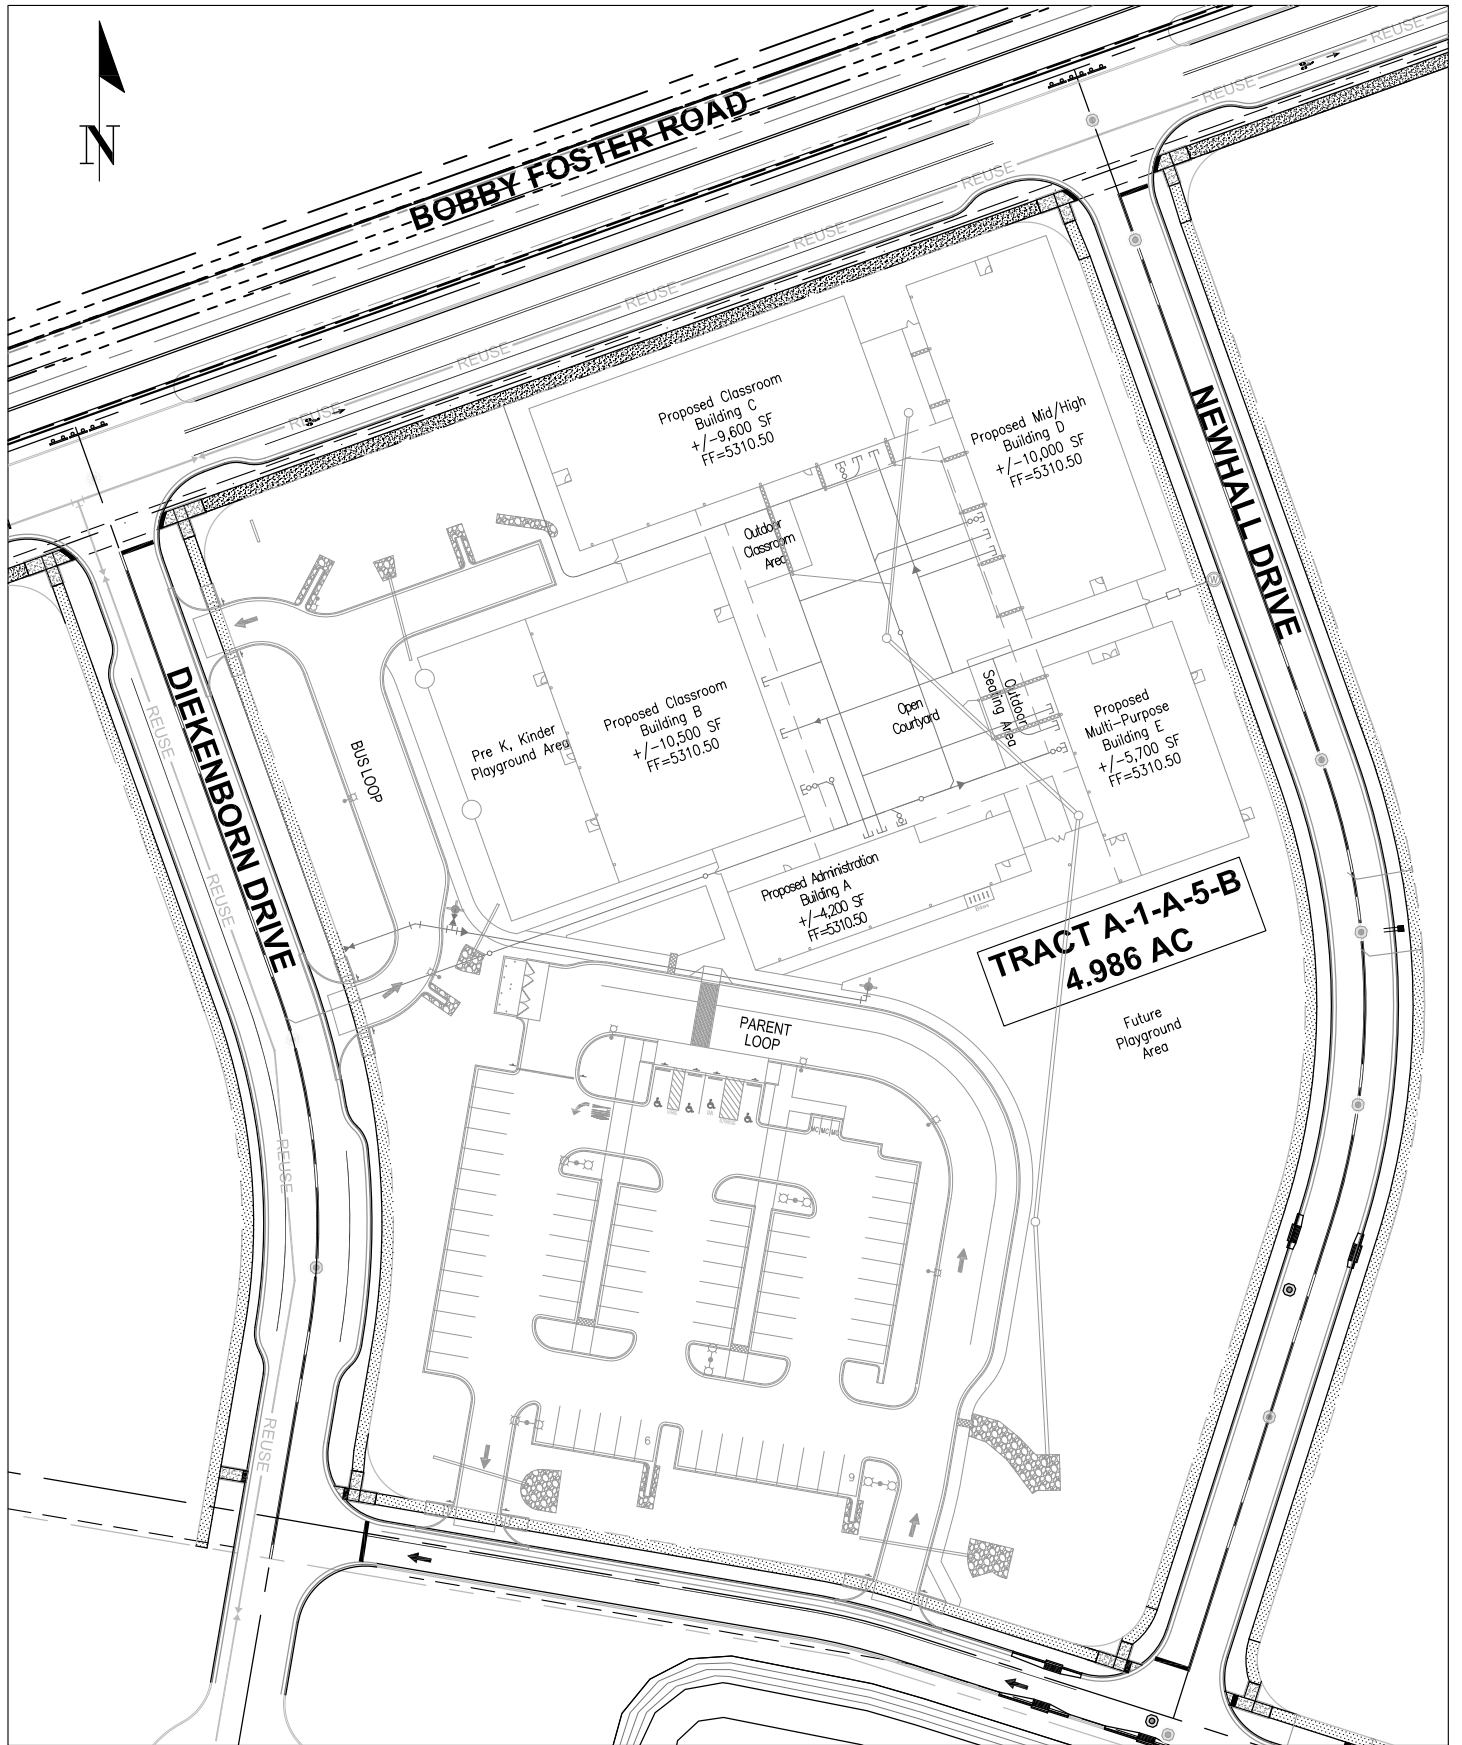 N
BOBBY FOSTER ROAD
REUSE
REUSE
REUSE
REUSE
REUSE
REUSE
REUSE
Proposed Classroom
Building C
+/-9,600 SF
FF=5310.50
Proposed Mid/High
Building D
+/-10,000 SF
FF=5310.50
NEWHALL DRIVE
Outdoor
Classroom
Area
W
DIEKENBORN DRIVE
REUSE
REUSE
REUSE
REUSE
BUS LOOP
Pre K, Kinder
Playground Area
Proposed Classroom
Building B
+/-10,500 SF
FF=5310.50
Open
Courtyard
Outdoor
Seating Area
Proposed
Multi-Purpose
Building E
+/-5,700 SF
FF=5310.50
Proposed Administration
Building A
+/-4,200 SF
FF=5310.50
TRACT A-1-A-5-B
4.986 AC
Future
Playground
Area
PARENT
LOOP
MC MC MC
6
9